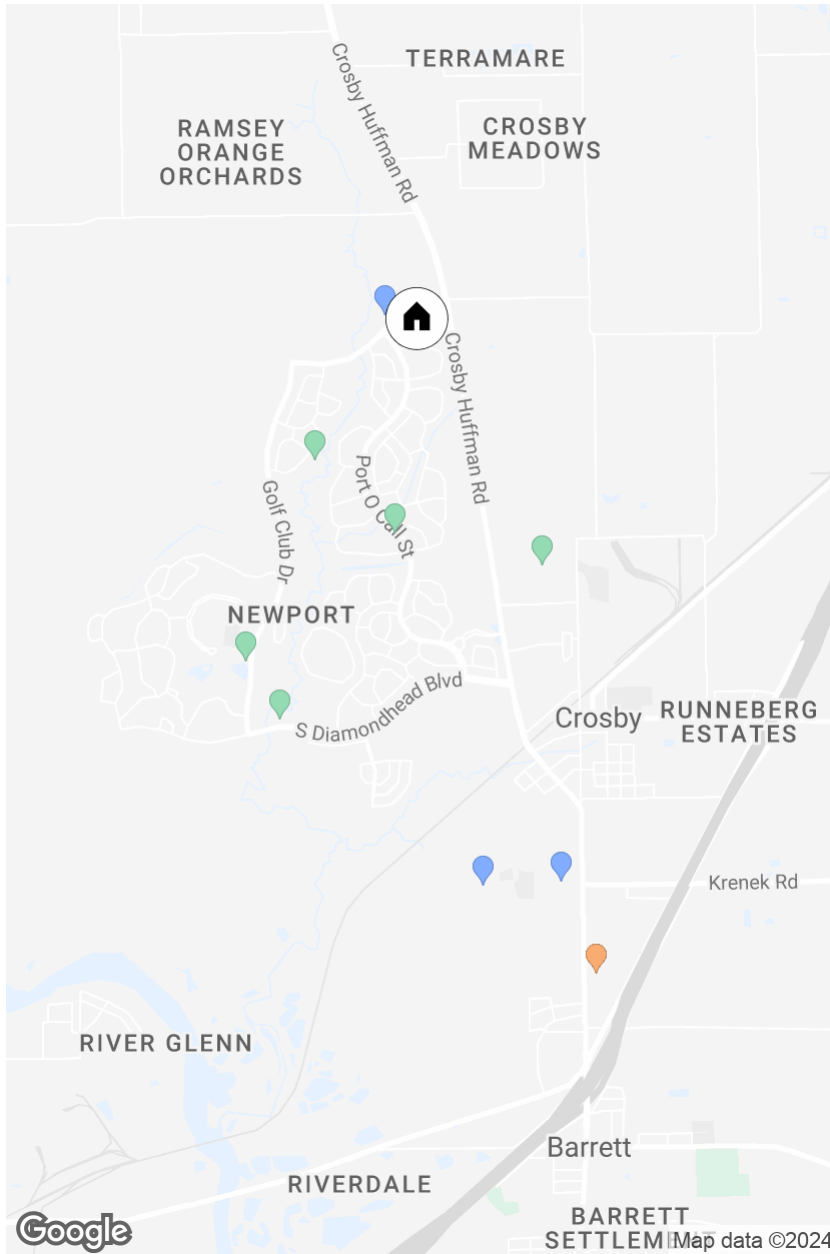 TERRAMARE
Crosby Huffman Rd
RAMSEY
ORANGE
ORCHARDS
CROSBY
MEADOWS
Crosby Huffman Rd
Port O Call St
Golf Club Dr
NEWPORT
S Diamondhead Blvd
Crosby
RUNNEBERG
ESTATES
Krenek Rd
RIVER GLENN
Barrett
RIVERDALE
BARRETT
SETTLEM
Google
Map data ©2024